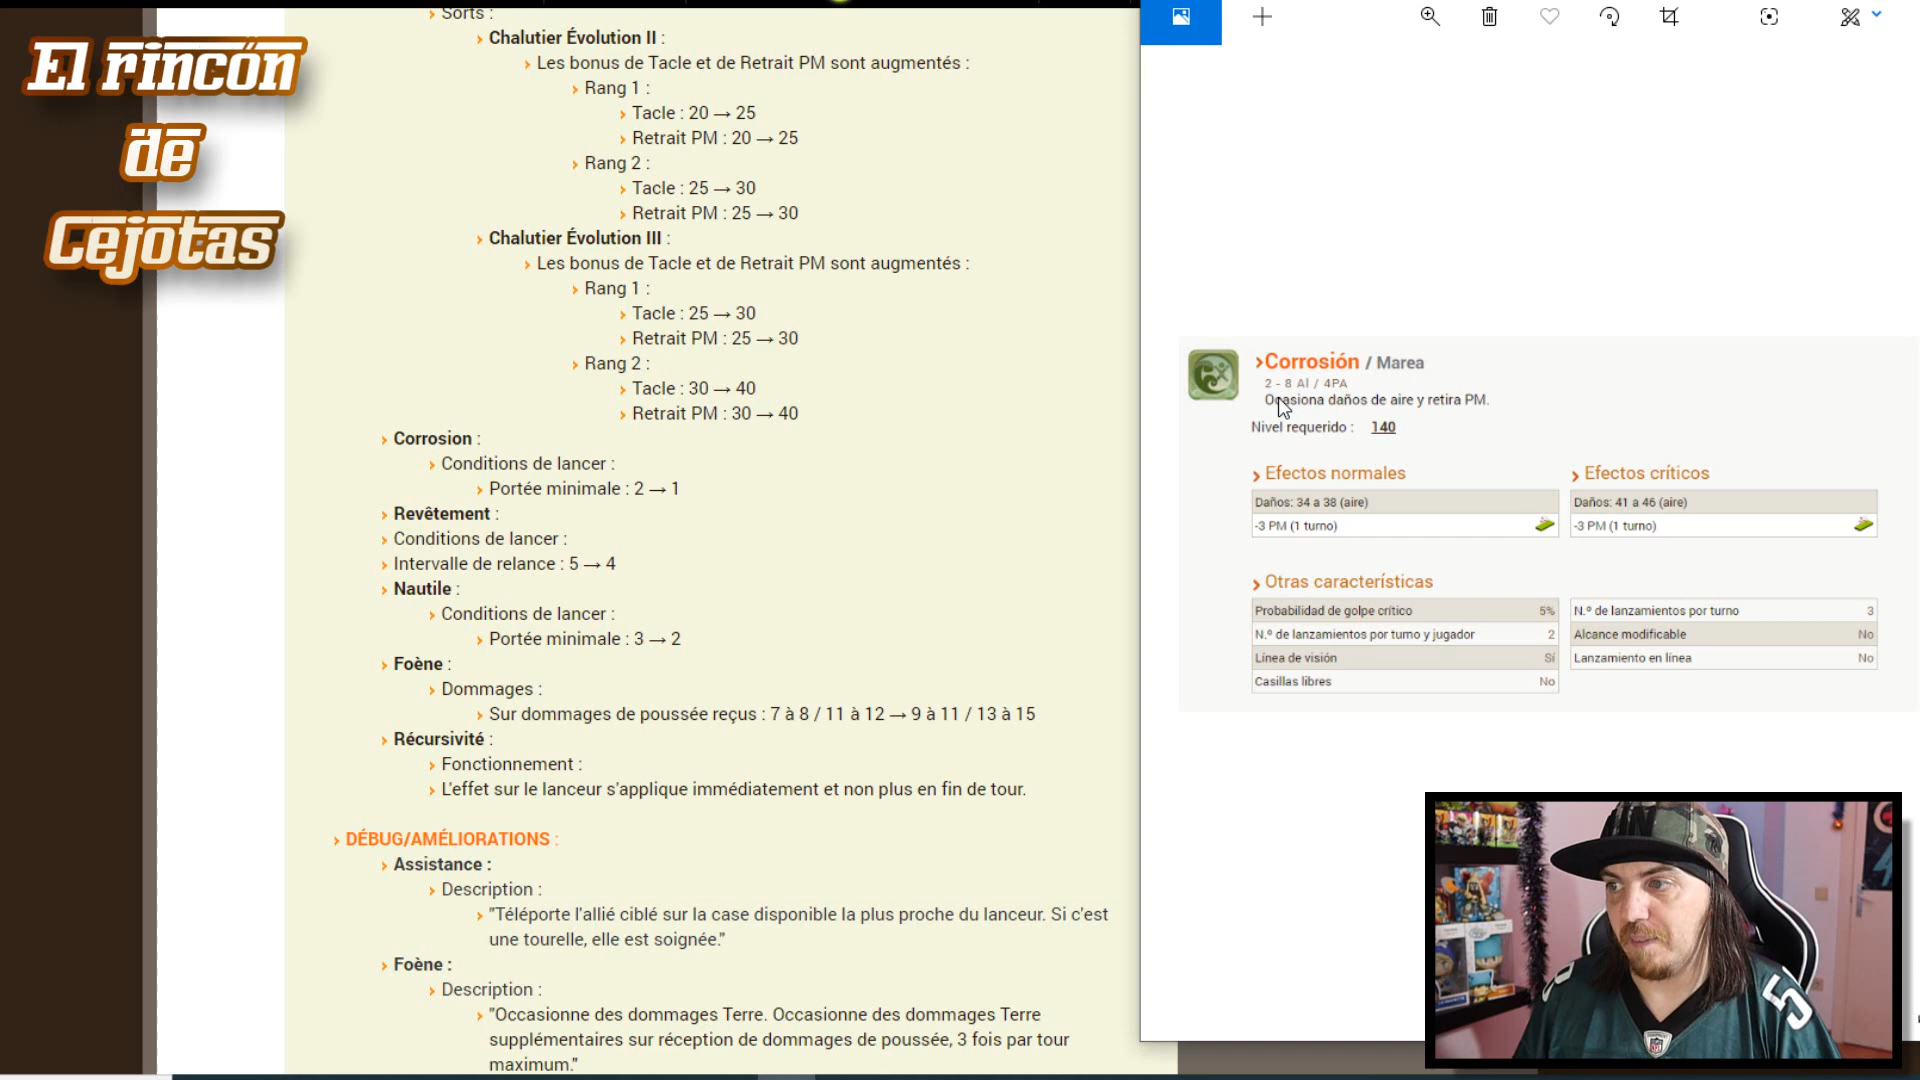 El rincón
de
Cejotas
Sorts :
Chalutier Évolution II :
Les bonus de Tacle et de Retrait PM sont augmentés :
Rang 1 :
Tacle : 20 → 25
Retrait PM : 20 → 25
Rang 2 :
Tacle : 25 → 30
Retrait PM : 25 → 30
Chalutier Évolution III :
Les bonus de Tacle et de Retrait PM sont augmentés :
Rang 1 :
Tacle : 25 → 30
Retrait PM : 25 → 30
Rang 2 :
Tacle : 30 → 40
Retrait PM : 30 → 40
Corrosion :
Conditions de lancer :
Portée minimale : 2 → 1
Revêtement :
Conditions de lancer :
Intervalle de relance : 5 → 4
Nautile :
Conditions de lancer :
Portée minimale : 3 → 2
Foène :
Dommages :
Sur dommages de poussée reçus : 7 à 8 / 11 à 12 → 9 à 11 / 13 à 15
Récursivité :
Fonctionnement :
L'effet sur le lanceur s'applique immédiatement et non plus en fin de tour.
DÉBUG/AMÉLIORATIONS :
Assistance :
Description :
"Téléporte l'allié ciblé sur la case disponible la plus proche du lanceur. Si c'est
une tourelle, elle est soignée."
Foène :
Description :
"Occasionne des dommages Terre. Occasionne des dommages Terre
supplémentaires sur réception de dommages de poussée, 3 fois par tour
maximum."
Corrosión / Marea
2 - 8 Al / 4PA
Ocasiona daños de aire y retira PM.
Nivel requerido : 140
Efectos normales
Daños: 34 a 38 (aire)
-3 PM (1 turno)
Efectos críticos
Daños: 41 a 46 (aire)
-3 PM (1 turno)
Otras características
Probabilidad de golpe crítico 5%
N.º de lanzamientos por turno y jugador 2
Línea de visión Sí
Casillas libres No
N.º de lanzamientos por turno 3
Alcance modificable No
Lanzamiento en línea No
5
NFL